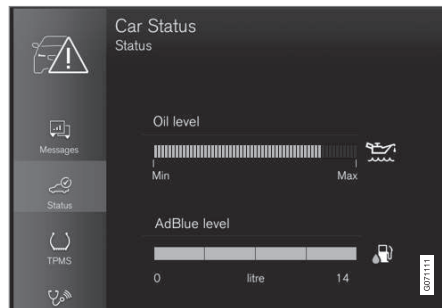 Car Status
Status
Messages
Status
TPMS
Oil level
Min Max
AdBlue level
0 litre 14
G071111